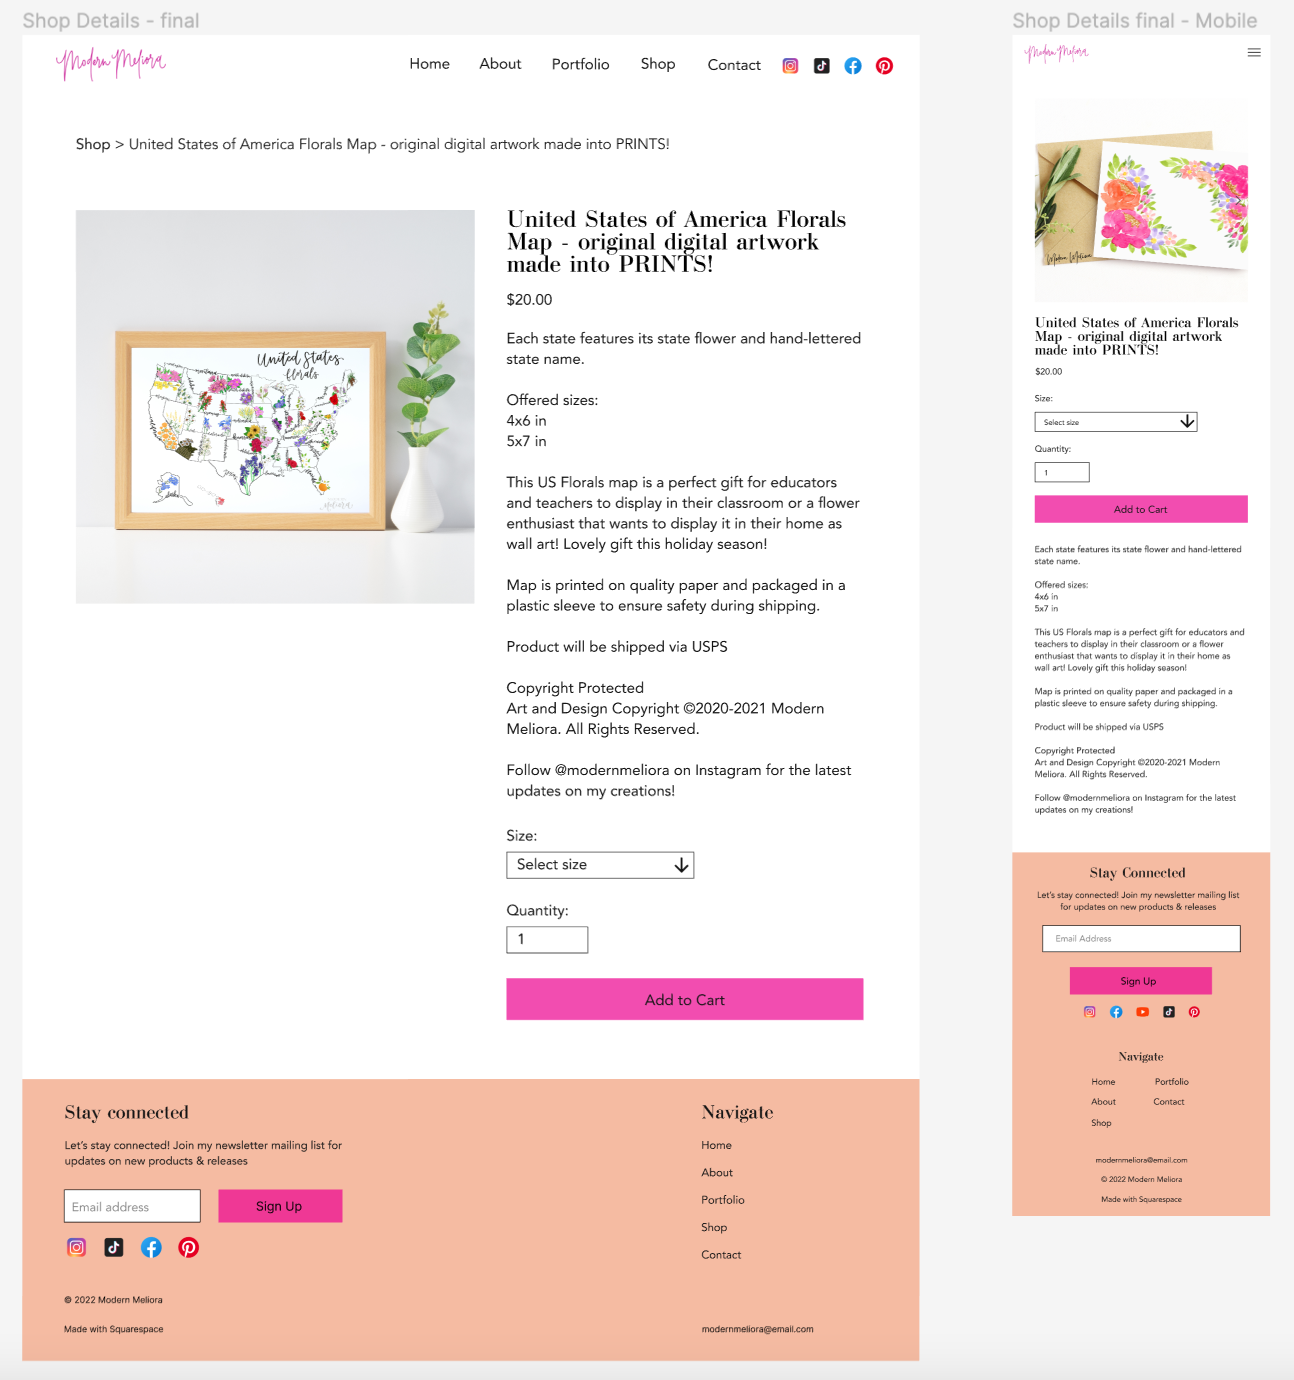 Shop Details - final
Modern Meliora
Home
About
Portfolio
Shop
Contact
Shop > United States of America Florals Map - original digital artwork made into PRINTS!
United States
florals
United States of America Florals
Map - original digital artwork
made into PRINTS!
$20.00
Each state features its state flower and hand-lettered
state name.
Offered sizes:
4x6 in
5x7 in
This US Florals map is a perfect gift for educators
and teachers to display in their classroom or a flower
enthusiast that wants to display it in their home as
wall art! Lovely gift this holiday season!
Map is printed on quality paper and packaged in a
plastic sleeve to ensure safety during shipping.
Product will be shipped via USPS
Copyright Protected
Art and Design Copyright ©2020-2021 Modern
Meliora. All Rights Reserved.
Follow @modernmeliora on Instagram for the latest
updates on my creations!
Size:
Select size
Quantity:
1
Add to Cart
Stay connected
Let's stay connected! Join my newsletter mailing list for
updates on new products & releases
Email address
Sign Up
© 2022 Modern Meliora
Made with Squarespace
Navigate
Home
About
Portfolio
Shop
Contact
modernmeliora@email.com
Shop Details final - Mobile
Modern Meliora
Modern Meliora
United States of America Florals
Map - original digital artwork
made into PRINTS!
$20.00
Size:
Select size
Quantity:
1
Add to Cart
Each state features its state flower and hand-lettered
state name.
Offered sizes:
4x6 in
5x7 in
This US Florals map is a perfect gift for educators and
teachers to display in their classroom or a flower
enthusiast that wants to display it in their home as
wall art! Lovely gift this holiday season!
Map is printed on quality paper and packaged in a
plastic sleeve to ensure safety during shipping.
Product will be shipped via USPS
Copyright Protected
Art and Design Copyright ©2020-2021 Modern
Meliora. All Rights Reserved.
Follow @modernmeliora on Instagram for the latest
updates on my creations!
Stay Connected
Let's stay connected! Join my newsletter mailing list
for updates on new products & releases
Email Address
Sign Up
Navigate
Home
Portfolio
About
Contact
Shop
modernmeliora@email.com
© 2022 Modern Meliora
Made with Squarespace